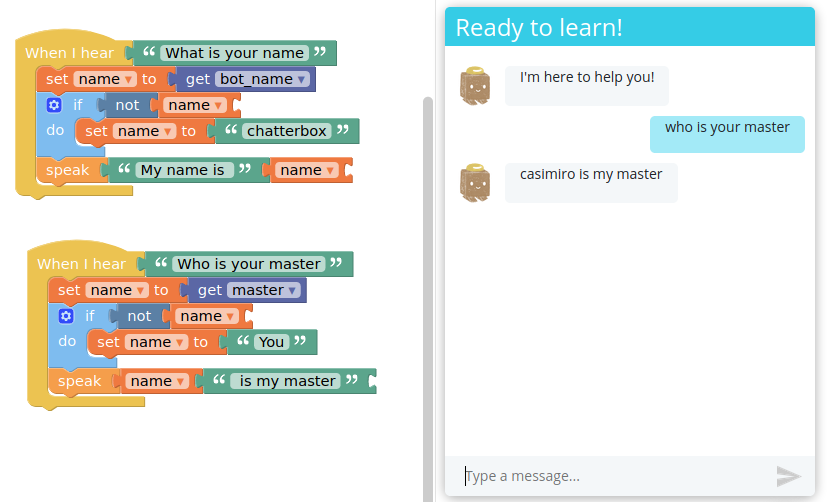 When I hear “ What is your name ”
set name ▾ to get bot_name ▾
if not name ▾
do set name ▾ to “ chatterbox ”
speak “ My name is ” name ▾
When I hear “ Who is your master ”
set name ▾ to get master ▾
if not name ▾
do set name ▾ to “ You ”
speak name ▾ “ is my master ”
Ready to learn!
I'm here to help you!
who is your master
casimiro is my master
Type a message...